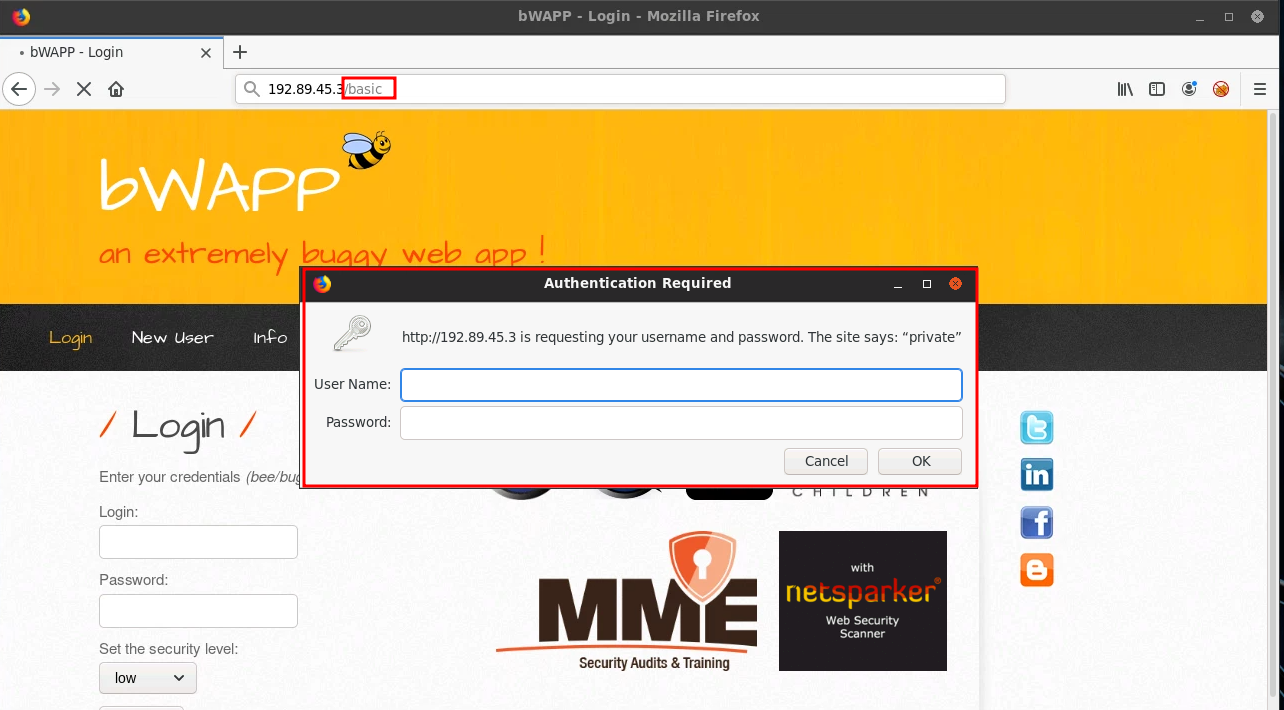 bWAPP - Login - Mozilla Firefox
bWAPP - Login
192.89.45.3/basic
bWAPP
an extremely buggy web app !
Authentication Required
http://192.89.45.3 is requesting your username and password. The site says: “private”
User Name:
Password:
Cancel
OK
Login
New User
Info
/ Login /
Enter your credentials (bee/bug
Login:
Password:
Set the security level:
low
CHILDREN
MME
Security Audits & Training
with
netsparker®
Web Security
Scanner